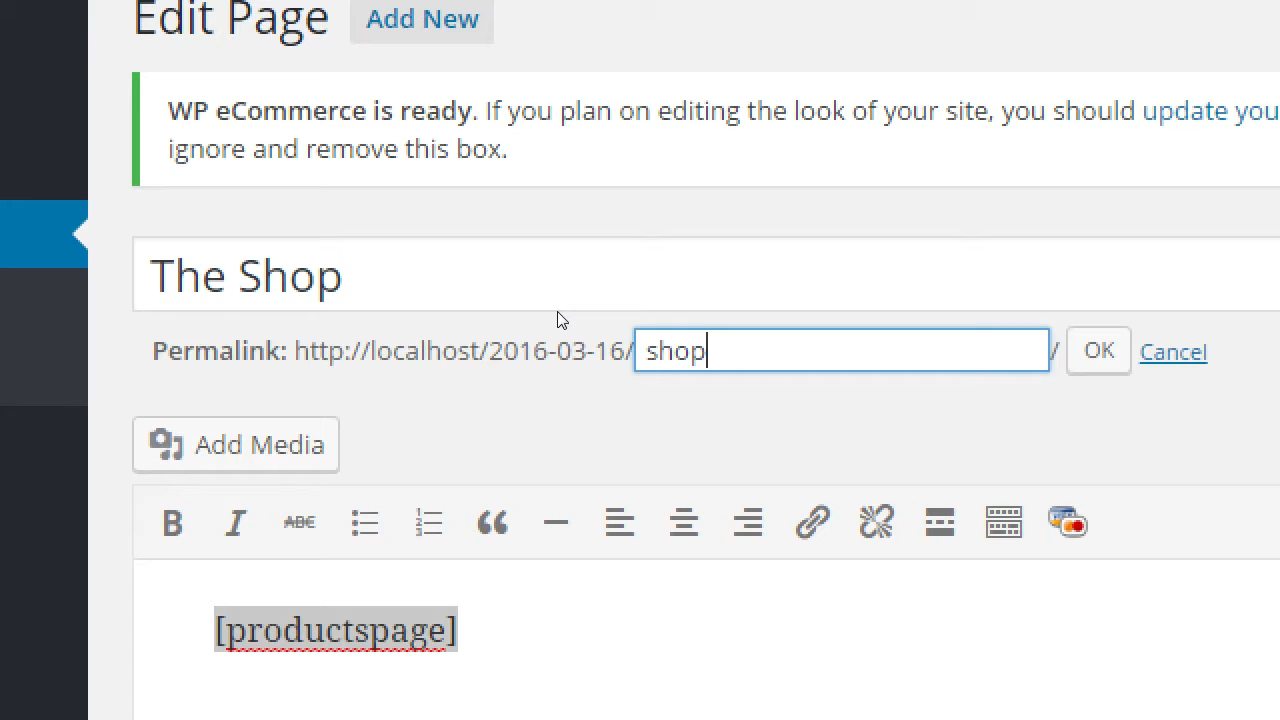 Edit Page Add New
WP eCommerce is ready. If you plan on editing the look of your site, you should update you
ignore and remove this box.
The Shop
Permalink: http://localhost/2016-03-16/shop/ OK Cancel
Add Media
B I ABC
[productspage]